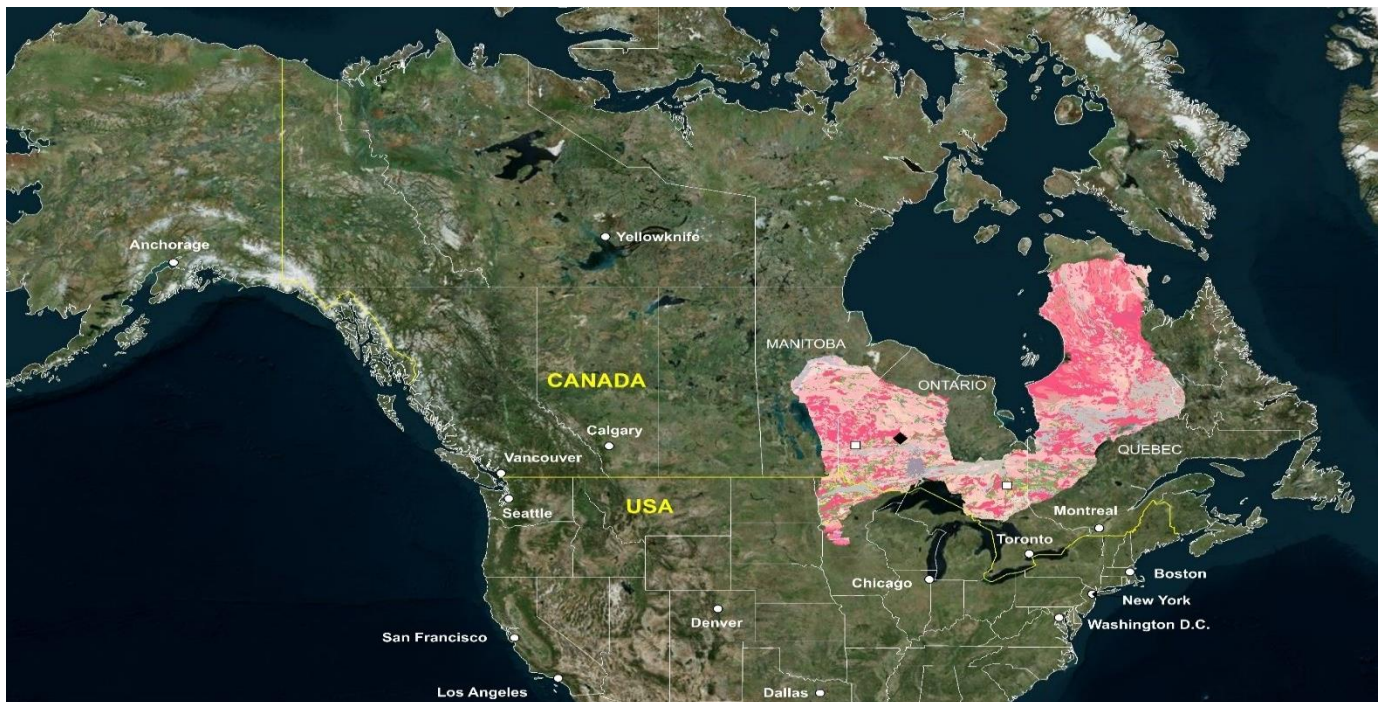 Anchorage
Yellowknife
MANITOBA
CANADA
ONTARIO
Calgary
QUEBEC
Vancouver
USA
Seattle
Montreal
Toronto
Chicago
Boston
New York
Denver
Washington D.C.
San Francisco
Los Angeles
Dallas